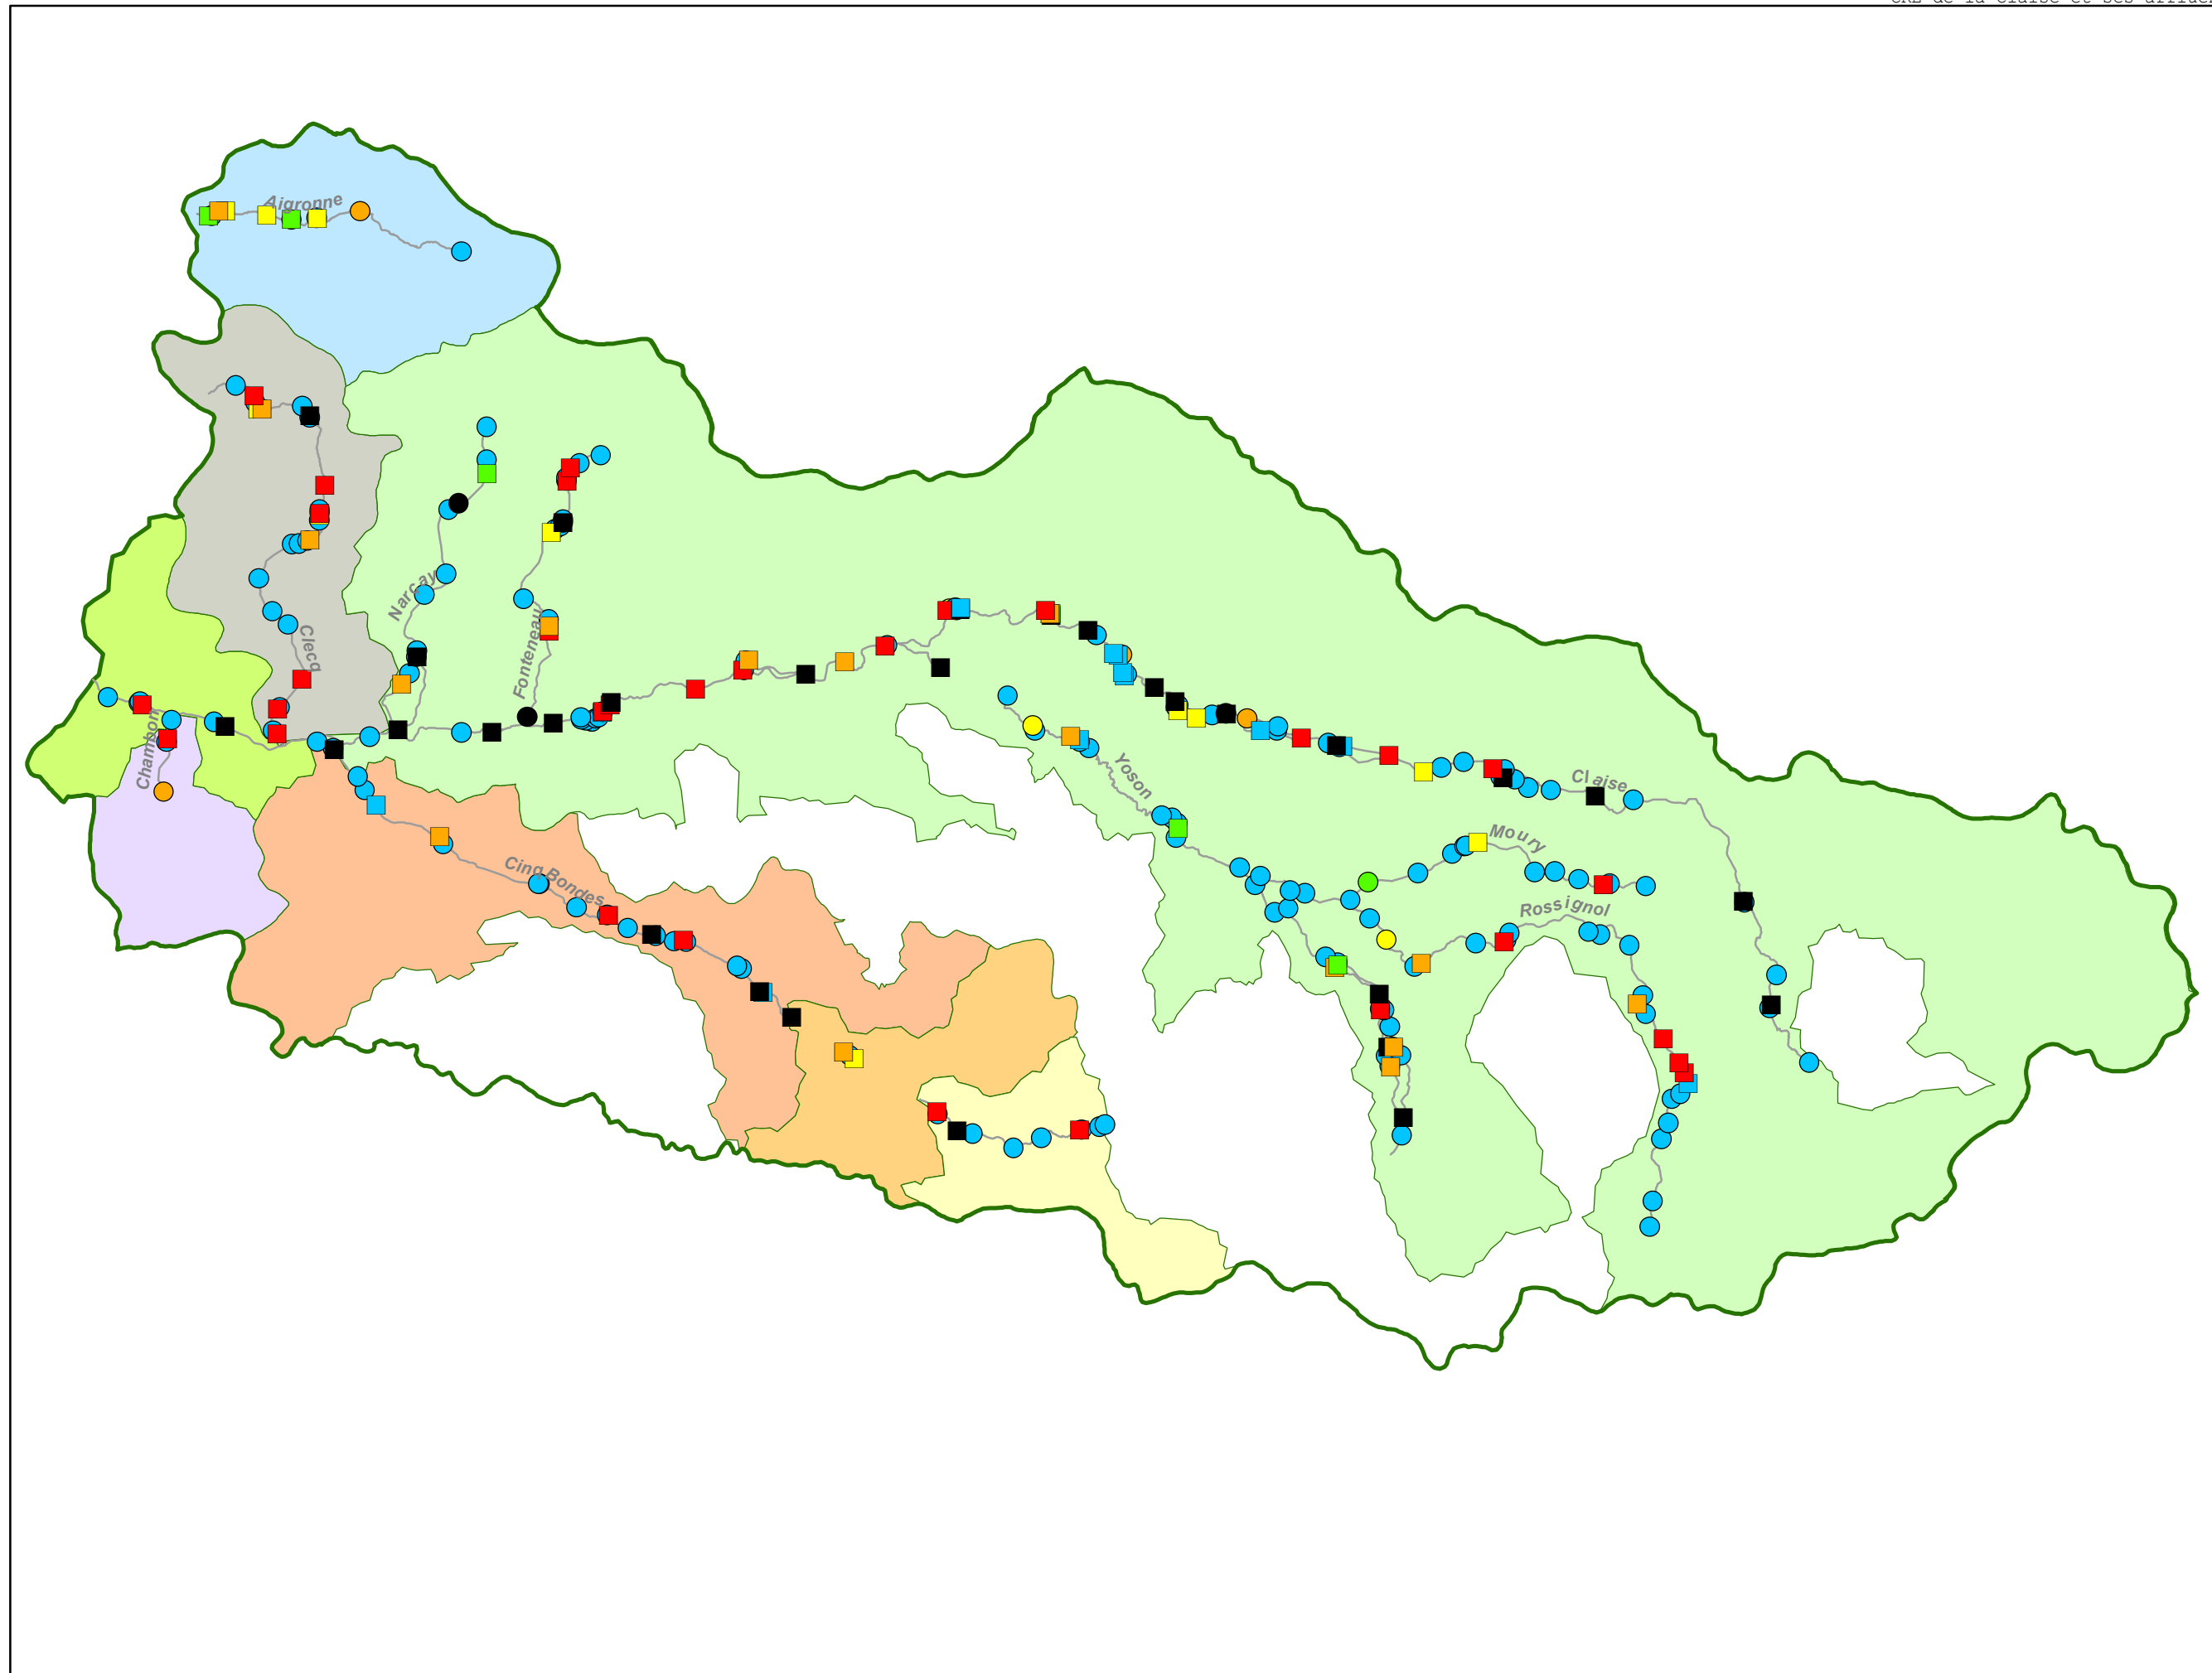 Aigronne
Narçay
Clecq
Fonteneau
Chambon
Yoson
Claise
Moury
Cinq Bondes
Rossignol